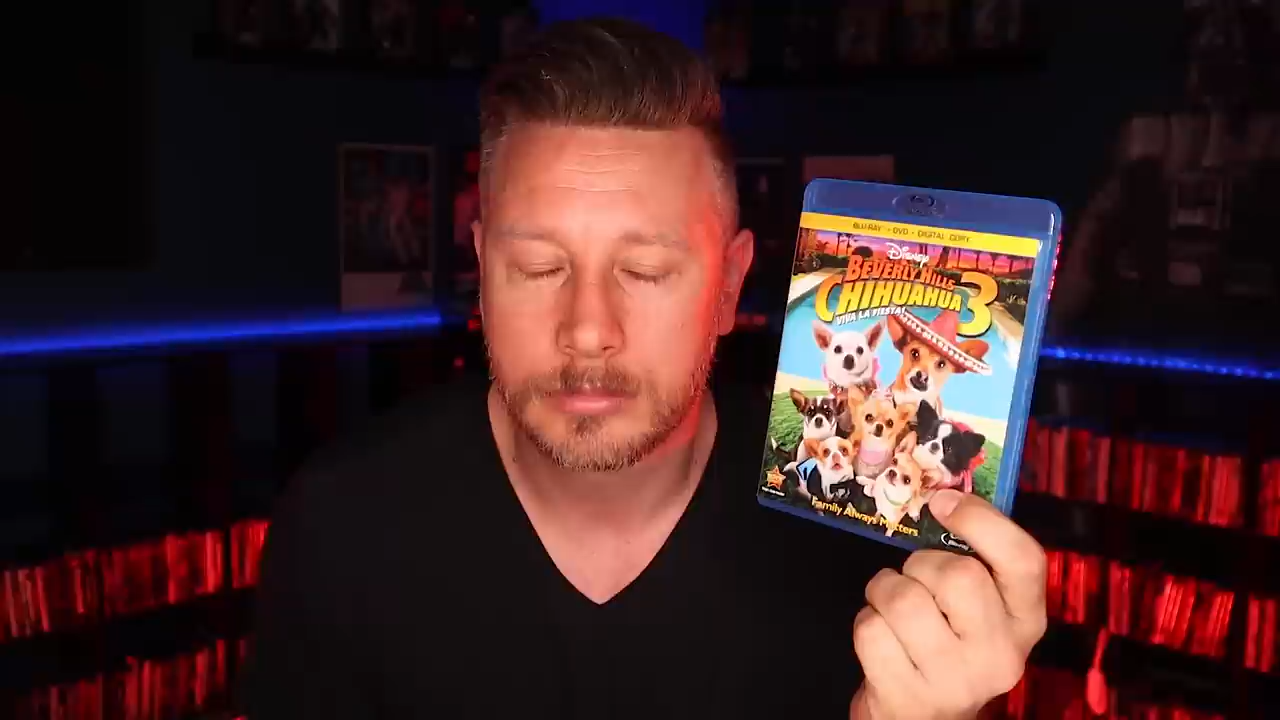 BLU-RAY + DVD + DIGITAL COPY
Disney
BEVERLY HILLS
CHIHUAHUA 3
VIVA LA FIESTA!
Family Always Matters